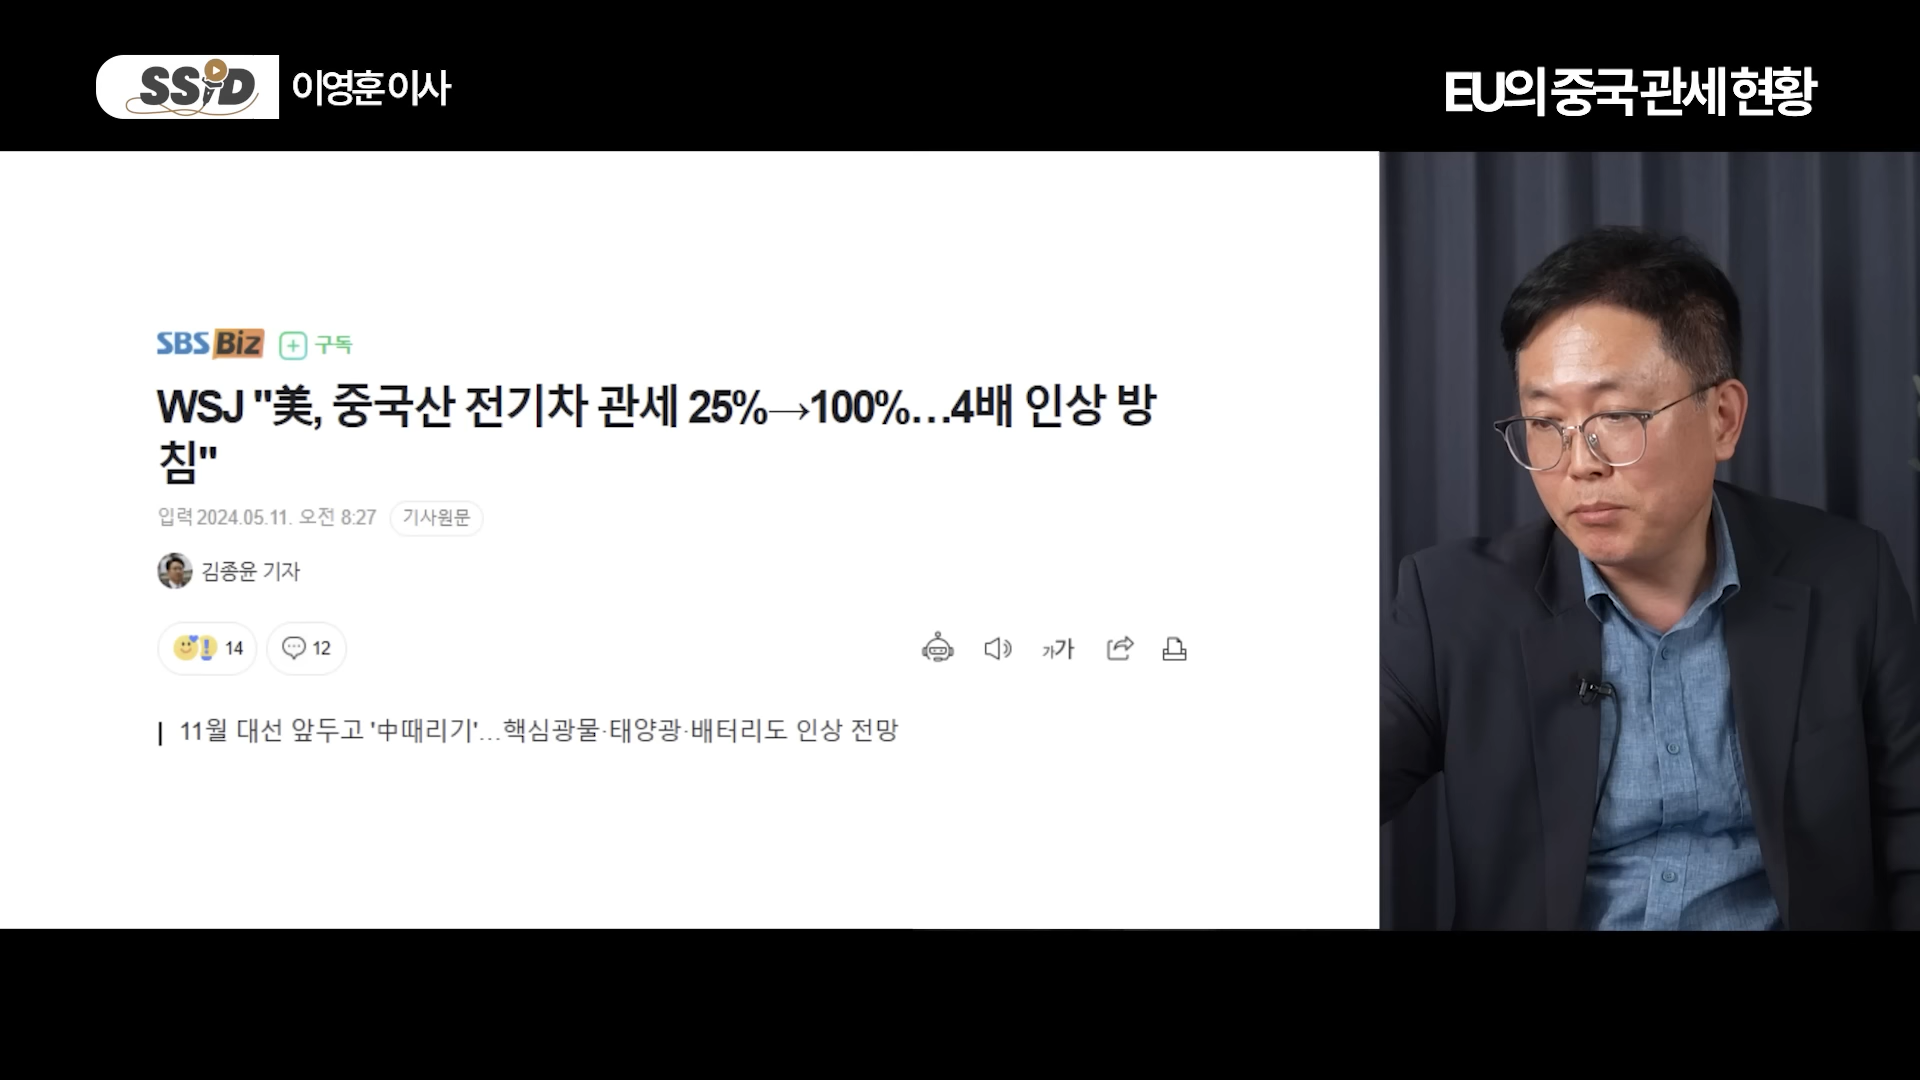 SSiD 이영훈 이사
EU의 중국 관세 현황
SBS Biz 구독
WSJ "美, 중국산 전기차 관세 25%→100%…4배 인상 방
침"
입력 2024.05.11. 오전 8:27 기사원문
김종윤 기자
14 12 가가
11월 대선 앞두고 '中때리기'…핵심광물·태양광·배터리도 인상 전망